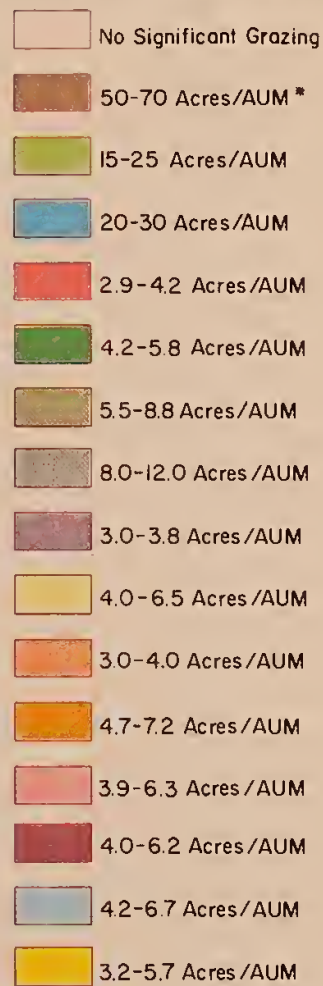 No Significant Grazing
50-70 Acres/AUM *
15-25 Acres/AUM
20-30 Acres/AUM
2.9-4.2 Acres/AUM
4.2-5.8 Acres/AUM
5.5-8.8 Acres/AUM
8.0-12.0 Acres/AUM
3.0-3.8 Acres/AUM
4.0-6.5 Acres/AUM
3.0-4.0 Acres/AUM
4.7-7.2 Acres/AUM
3.9-6.3 Acres/AUM
4.0-6.2 Acres/AUM
4.2-6.7 Acres/AUM
3.2-5.7 Acres/AUM